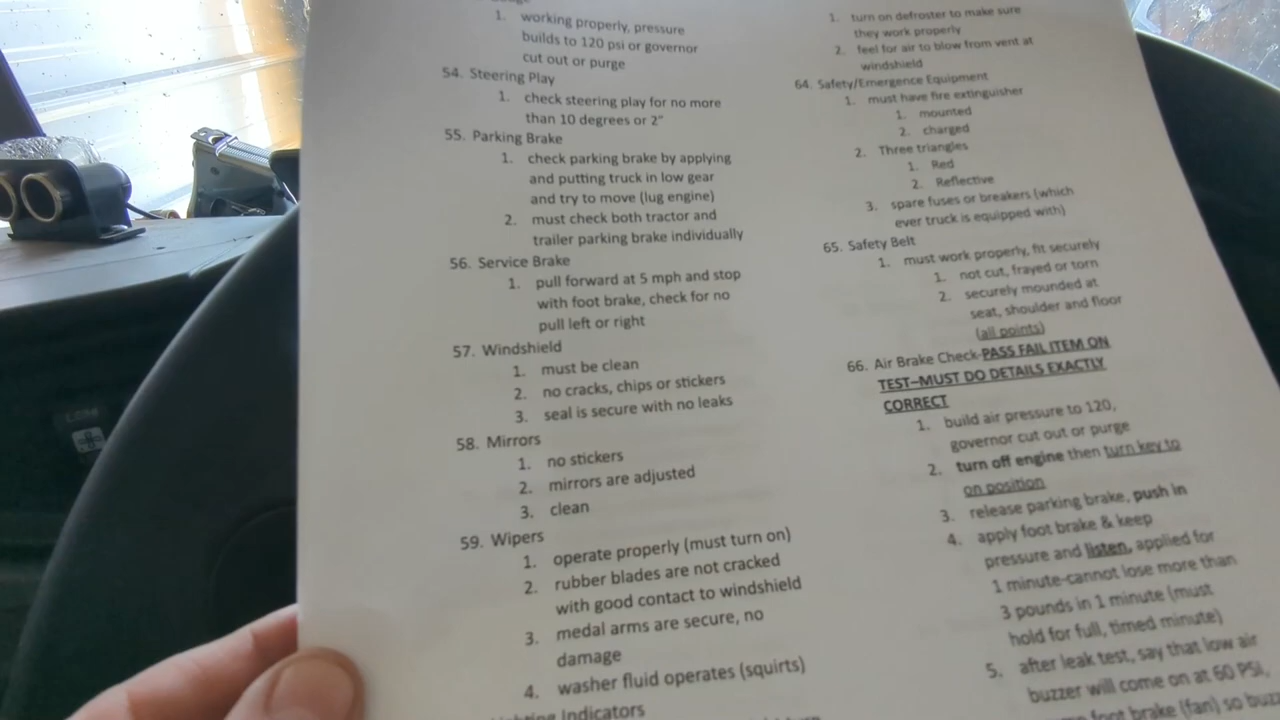 1. working properly, pressure
builds to 120 psi or governor
cut out or purge
54. Steering Play
1. check steering play for no more
than 10 degrees or 2"
55. Parking Brake
1. check parking brake by applying
and putting truck in low gear
and try to move (lug engine)
2. must check both tractor and
trailer parking brake individually
56. Service Brake
1. pull forward at 5 mph and stop
with foot brake, check for no
pull left or right
57. Windshield
1. must be clean
2. no cracks, chips or stickers
3. seal is secure with no leaks
58. Mirrors
1. no stickers
2. mirrors are adjusted
3. clean
59. Wipers
1. operate properly (must turn on)
2. rubber blades are not cracked
with good contact to windshield
3. medal arms are secure, no
damage
4. washer fluid operates (squirts)
Indicators
1. turn on defroster to make sure
they work properly
2. feel for air to blow from vent at
windshield
64. Safety/Emergence Equipment
1. must have fire extinguisher
1. mounted
2. charged
2. Three triangles
1. Red
2. Reflective
3. spare fuses or breakers (which
ever truck is equipped with)
65. Safety Belt
1. must work properly, fit securely
1. not cut, frayed or torn
2. securely mounded at
seat, shoulder and floor
(all points)
66. Air Brake Check-PASS FAIL ITEM ON
TEST–MUST DO DETAILS EXACTLY
CORRECT
1. build air pressure to 120,
governor cut out or purge
2. turn off engine then turn key to
on position
3. release parking brake, push in
4. apply foot brake & keep
pressure and listen, applied for
1 minute-cannot lose more than
3 pounds in 1 minute (must
hold for full, timed minute)
5. after leak test, say that low air
buzzer will come on at 60 PSI,
foot brake (fan) so